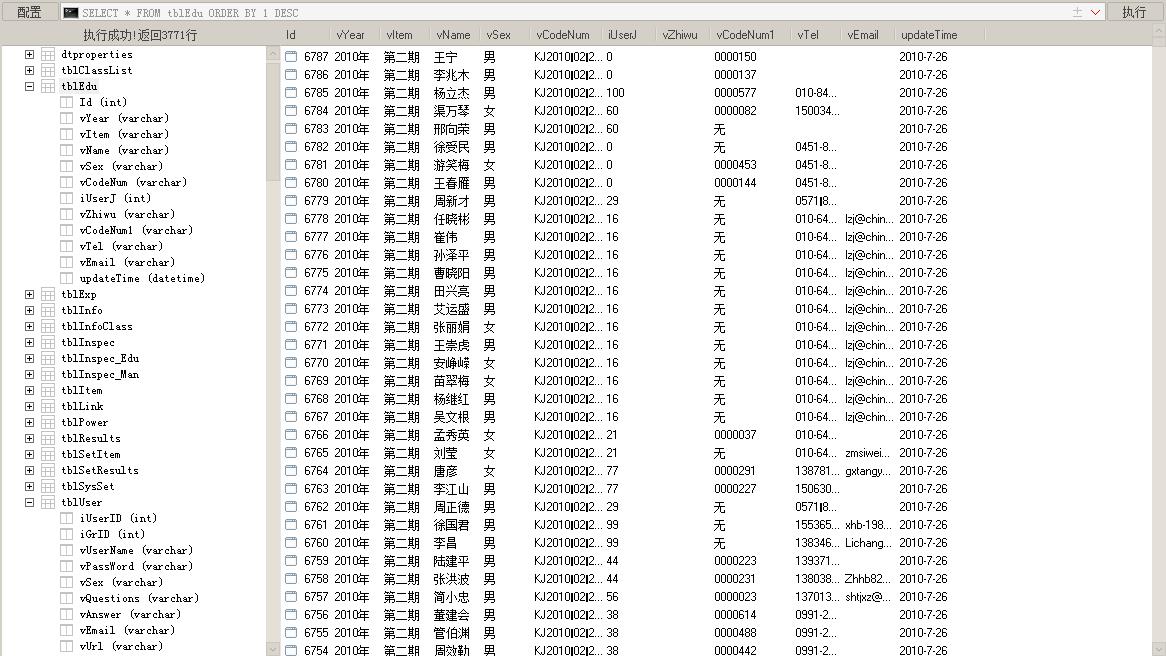 配置 SELECT * FROM tblEdu ORDER BY 1 DESC 执行
执行成功!返回3771行
dtproperties
tblClassList
tblEdu
Id (int)
vYear (varchar)
vItem (varchar)
vName (varchar)
vSex (varchar)
vCodeNum (varchar)
iUserJ (int)
vZhiwu (varchar)
vCodeNum1 (varchar)
vTel (varchar)
vEmail (varchar)
updateTime (datetime)
tblExp
tblInfo
tblInfoClass
tblInspec
tblInspec_Edu
tblInspec_Man
tblItem
tblLink
tblPower
tblResults
tblSetItem
tblSetResults
tblSysSet
tblUser
iUserID (int)
iGrID (int)
vUserName (varchar)
vPassWord (varchar)
vSex (varchar)
vQuestions (varchar)
vAnswer (varchar)
vEmail (varchar)
vUrl (varchar)
Id vYear vItem vName vSex vCodeNum iUserJ vZhiwu vCodeNum1 vTel vEmail updateTime
6787 2010年 第二期 王宁 男 KJ2010|02|2... 0 0000150 2010-7-26
6786 2010年 第二期 李兆木 男 KJ2010|02|2... 0 0000137 2010-7-26
6785 2010年 第二期 杨立杰 男 KJ2010|02|2... 100 0000577 010-84... 2010-7-26
6784 2010年 第二期 渠万琴 女 KJ2010|02|2... 60 0000082 150034... 2010-7-26
6783 2010年 第二期 邢向荣 男 KJ2010|02|2... 60 无 2010-7-26
6782 2010年 第二期 徐受民 男 KJ2010|02|2... 0 无 0451-8... 2010-7-26
6781 2010年 第二期 游笑梅 女 KJ2010|02|2... 0 0000453 0451-8... 2010-7-26
6780 2010年 第二期 王春雁 男 KJ2010|02|2... 0 0000144 0451-8... 2010-7-26
6779 2010年 第二期 周新才 男 KJ2010|02|2... 29 无 0571|8... 2010-7-26
6778 2010年 第二期 任晓彬 男 KJ2010|02|2... 16 无 010-64... lzj@chin... 2010-7-26
6777 2010年 第二期 崔伟 男 KJ2010|02|2... 16 无 010-64... lzj@chin... 2010-7-26
6776 2010年 第二期 孙泽平 男 KJ2010|02|2... 16 无 010-64... lzj@chin... 2010-7-26
6775 2010年 第二期 曹晓阳 男 KJ2010|02|2... 16 无 010-64... lzj@chin... 2010-7-26
6774 2010年 第二期 田兴亮 男 KJ2010|02|2... 16 无 010-64... lzj@chin... 2010-7-26
6773 2010年 第二期 艾运盛 男 KJ2010|02|2... 16 无 010-64... lzj@chin... 2010-7-26
6772 2010年 第二期 张丽娟 女 KJ2010|02|2... 16 无 010-64... lzj@chin... 2010-7-26
6771 2010年 第二期 王崇虎 男 KJ2010|02|2... 16 无 010-64... lzj@chin... 2010-7-26
6770 2010年 第二期 安峥嵘 女 KJ2010|02|2... 16 无 010-64... lzj@chin... 2010-7-26
6769 2010年 第二期 苗翠梅 女 KJ2010|02|2... 16 无 010-64... lzj@chin... 2010-7-26
6768 2010年 第二期 杨继红 男 KJ2010|02|2... 16 无 010-64... lzj@chin... 2010-7-26
6767 2010年 第二期 吴文根 男 KJ2010|02|2... 16 无 010-64... lzj@chin... 2010-7-26
6766 2010年 第二期 孟秀英 女 KJ2010|02|2... 21 0000037 010-64... 2010-7-26
6765 2010年 第二期 刘莹 女 KJ2010|02|2... 21 无 010-64... zmsiwei... 2010-7-26
6764 2010年 第二期 唐彦 女 KJ2010|02|2... 77 0000291 138781... gxtangy... 2010-7-26
6763 2010年 第二期 李江山 男 KJ2010|02|2... 77 0000227 150630... 2010-7-26
6762 2010年 第二期 周正德 男 KJ2010|02|2... 29 无 0571|8... 2010-7-26
6761 2010年 第二期 徐国君 男 KJ2010|02|2... 99 无 155365... xhb-198... 2010-7-26
6760 2010年 第二期 李昌 男 KJ2010|02|2... 99 无 138346... Lichang... 2010-7-26
6759 2010年 第二期 陆建平 男 KJ2010|02|2... 44 0000223 139371... 2010-7-26
6758 2010年 第二期 张洪波 男 KJ2010|02|2... 44 0000231 138038... Zhhb82... 2010-7-26
6757 2010年 第二期 简小忠 男 KJ2010|02|2... 56 0000023 137013... shtjxz@... 2010-7-26
6756 2010年 第二期 董建会 男 KJ2010|02|2... 38 0000614 0991-2... 2010-7-26
6755 2010年 第二期 管伯渊 男 KJ2010|02|2... 38 0000488 0991-2... 2010-7-26
6754 2010年 第二期 周效勤 男 KJ2010|02|2... 38 0000442 0991-2... 2010-7-26